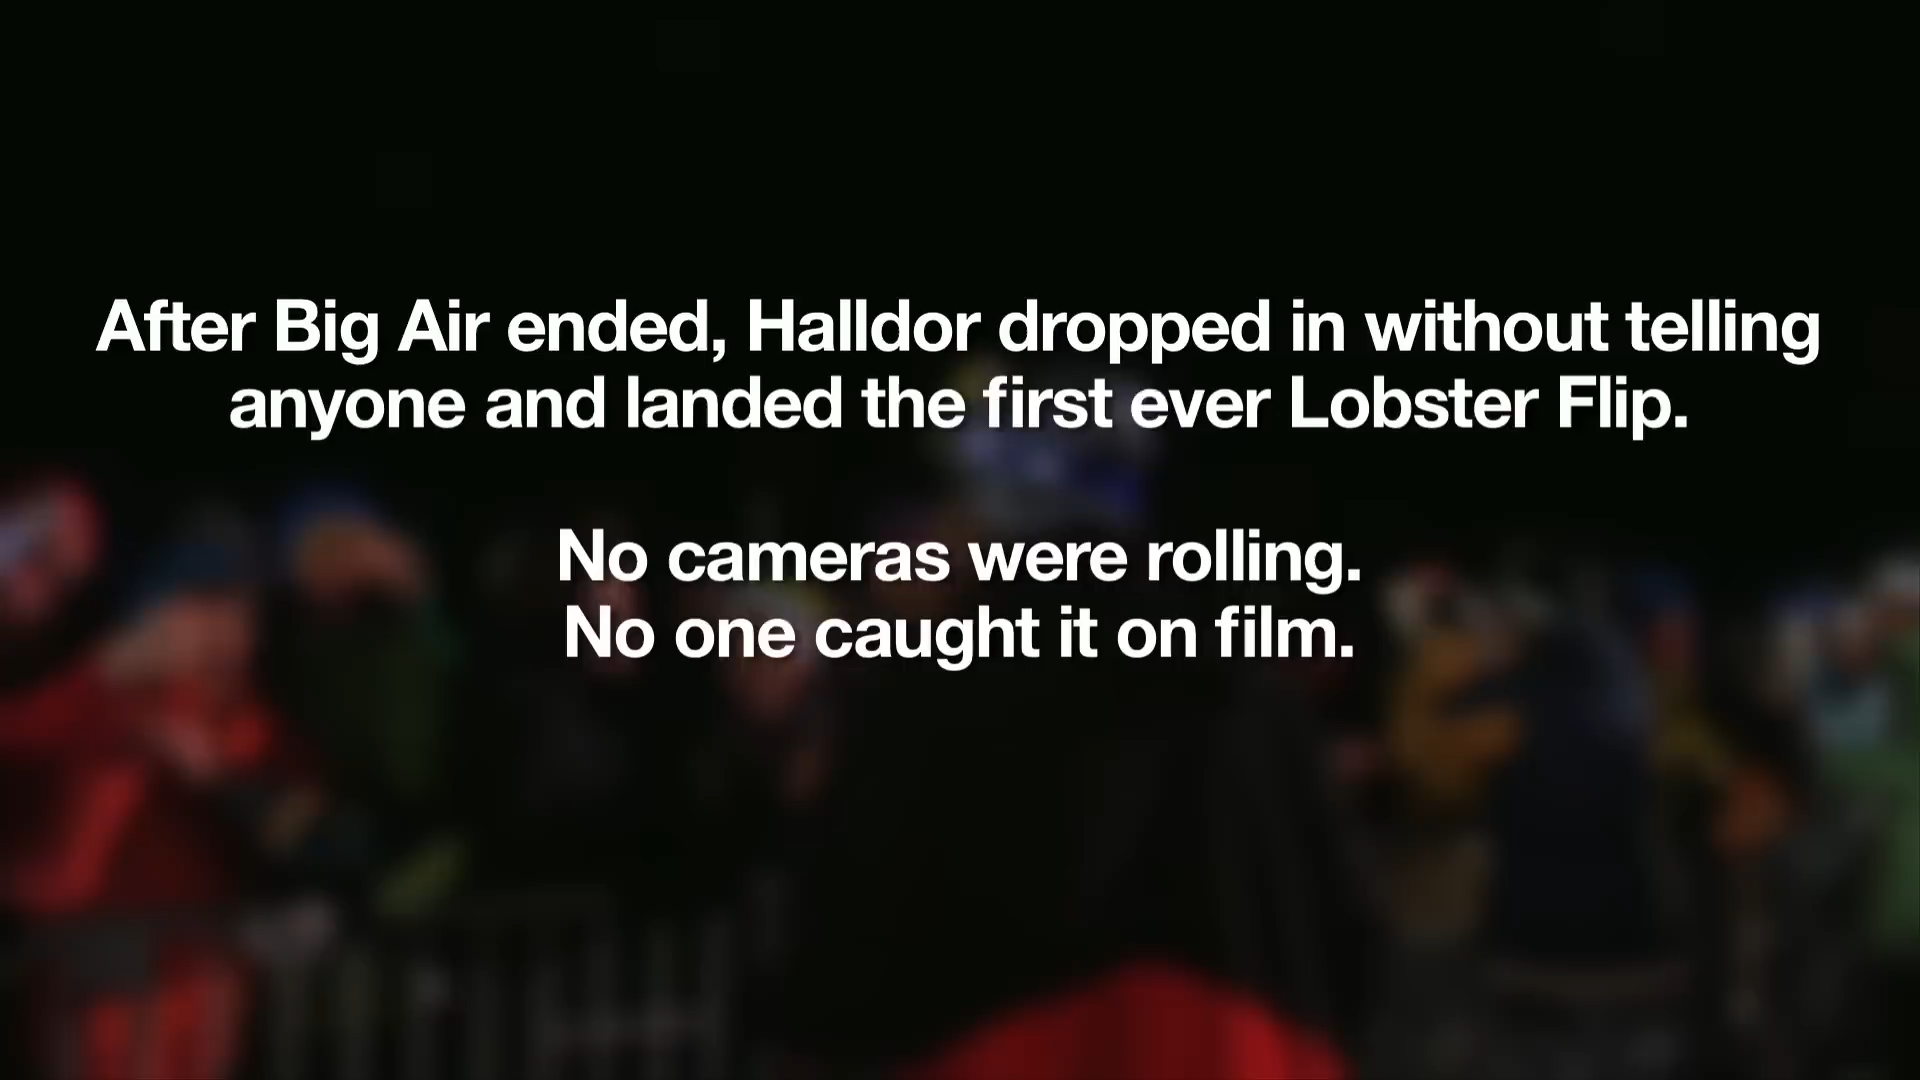 After Big Air ended, Halldor dropped in without telling
anyone and landed the first ever Lobster Flip.
No cameras were rolling.
No one caught it on film.